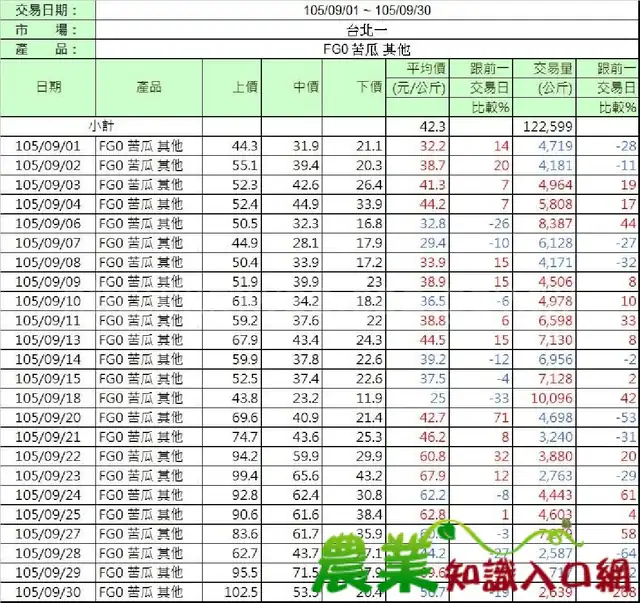 交易日期： 105/09/01 ~ 105/09/30
市 場： 台北一
產 品： FG0 苦瓜 其他
日期 產品 上價 中價 下價 平均價 (元/公斤) 跟前一 交易日 比較% 交易量 (公斤) 跟前一 交易日 比較%
小計 42.3 122,599
105/09/01 FG0 苦瓜 其他 44.3 31.9 21.1 32.2 14 4,719 -28
105/09/02 FG0 苦瓜 其他 55.1 39.4 20.3 38.7 20 4,181 -11
105/09/03 FG0 苦瓜 其他 52.3 42.6 26.4 41.3 7 4,964 19
105/09/04 FG0 苦瓜 其他 52.4 44.9 33.9 44.2 7 5,808 17
105/09/06 FG0 苦瓜 其他 50.5 32.3 16.8 32.8 -26 8,387 44
105/09/07 FG0 苦瓜 其他 44.9 28.1 17.9 29.4 -10 6,128 -27
105/09/08 FG0 苦瓜 其他 50.4 33.9 17.2 33.9 15 4,171 -32
105/09/09 FG0 苦瓜 其他 51.9 39.9 23 38.9 15 4,506 8
105/09/10 FG0 苦瓜 其他 61.3 34.2 18.2 36.5 -6 4,978 10
105/09/11 FG0 苦瓜 其他 59.2 37.6 22 38.8 6 6,598 33
105/09/13 FG0 苦瓜 其他 67.9 43.4 24.3 44.5 15 7,130 8
105/09/14 FG0 苦瓜 其他 59.9 37.8 22.6 39.2 -12 6,956 -2
105/09/15 FG0 苦瓜 其他 52.5 37.4 22.6 37.5 -4 7,128 2
105/09/18 FG0 苦瓜 其他 43.8 23.2 11.9 25 -33 10,096 42
105/09/20 FG0 苦瓜 其他 69.6 40.9 21.4 42.7 71 4,698 -53
105/09/21 FG0 苦瓜 其他 74.7 43.6 25.3 46.2 8 3,240 -31
105/09/22 FG0 苦瓜 其他 94.2 59.9 29.9 60.8 32 3,880 20
105/09/23 FG0 苦瓜 其他 99.4 65.6 43.2 67.9 12 2,763 -29
105/09/24 FG0 苦瓜 其他 92.8 62.4 30.8 62.2 -8 4,443 61
105/09/25 FG0 苦瓜 其他 90.6 61.6 38.4 62.8 1 4,603 4
105/09/27 FG0 苦瓜 其他 83.6 61.7 35.9 -3 58
105/09/28 FG0 苦瓜 其他 62.7 43.7 44.2 -27 2,587 -64
105/09/29 FG0 苦瓜 其他 95.5
105/09/30 FG0 苦瓜 其他 102.5 2,639
農業知識入口網